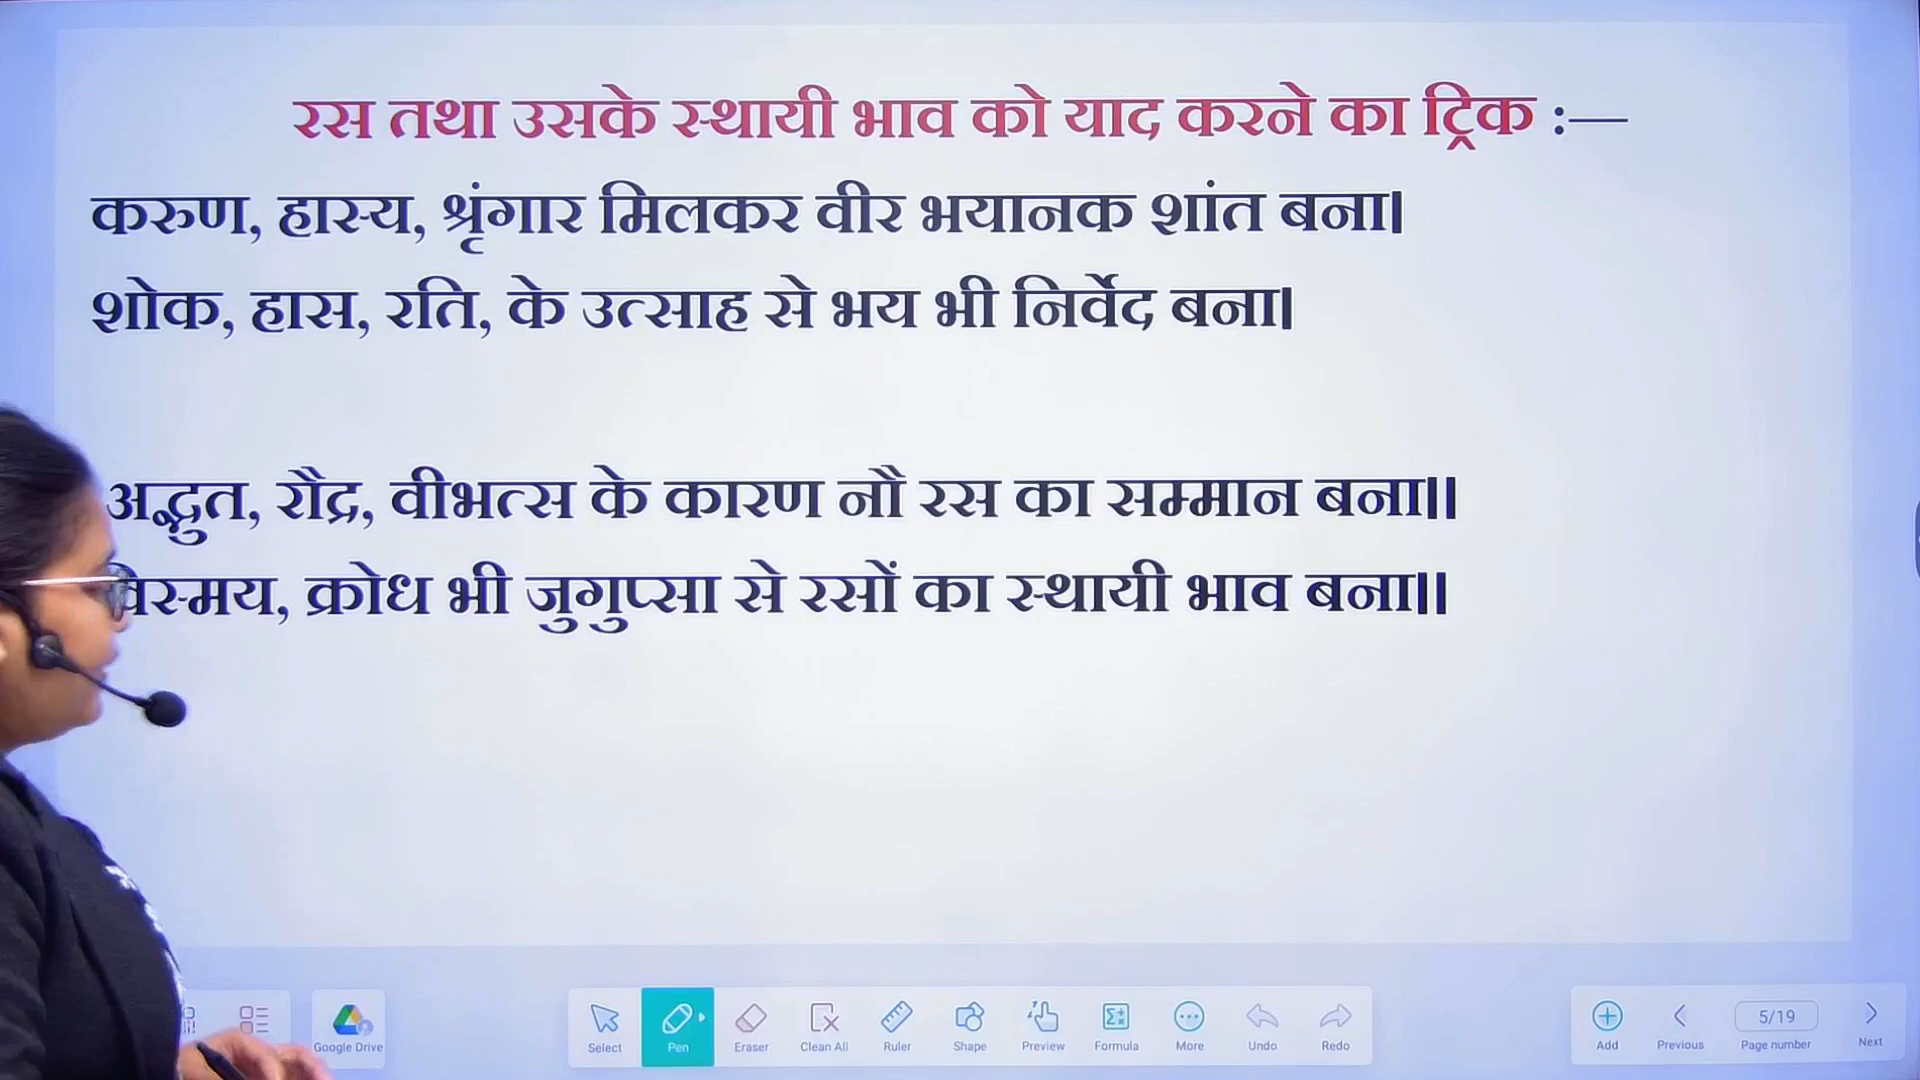 रस तथा उसके स्थायी भाव को याद करने का ट्रिक :—
करुण, हास्य, श्रृंगार मिलकर वीर भयानक शांत बना।
शोक, हास, रति, के उत्साह से भय भी निर्वेद बना।
अद्भुत, रौद्र, वीभत्स के कारण नौ रस का सम्मान बना॥
विस्मय, क्रोध भी जुगुप्सा से रसों का स्थायी भाव बना॥
Google Drive
Select Pen Eraser Clean All Ruler Shape Preview Formula More Undo Redo
5/19
Add Previous Page number Next